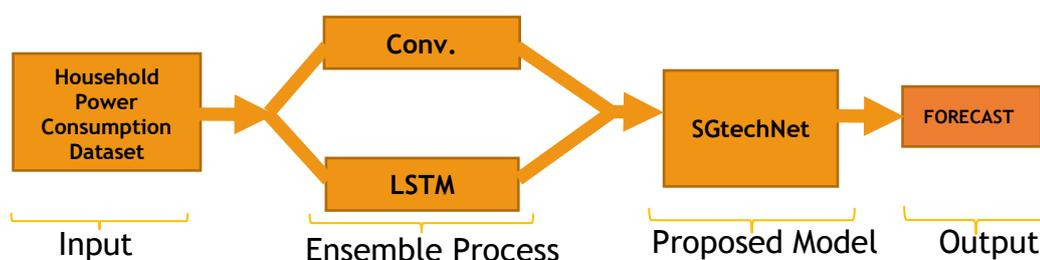 Household
Power
Consumption
Dataset
Conv.
LSTM
SGtechNet
FORECAST
Input
Ensemble Process
Proposed Model
Output